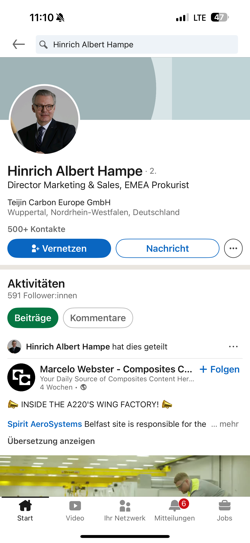 11:10
LTE
47
Hinrich Albert Hampe
Hinrich Albert Hampe · 2.
Director Marketing & Sales, EMEA Prokurist
Teijin Carbon Europe GmbH
Wuppertal, Nordrhein-Westfalen, Deutschland
500+ Kontakte
Vernetzen
Nachricht
Aktivitäten
591 Follower:innen
Beiträge
Kommentare
Hinrich Albert Hampe hat dies geteilt
Marcelo Webster - Composites C...
+ Folgen
Your Daily Source of Composites Content Her...
4 Wochen •
INSIDE THE A220'S WING FACTORY!
Spirit AeroSystems Belfast site is responsible for the ... mehr
Übersetzung anzeigen
6
Start
Video
Ihr Netzwerk
Mitteilungen
Jobs